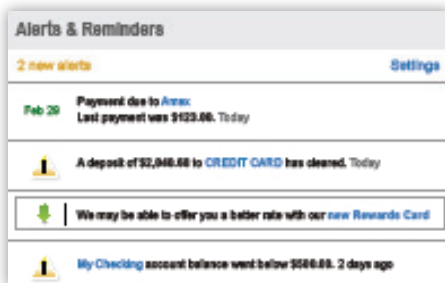 Alerts & Reminders
2 new alerts Settings
Feb 29 Payment due to Amex
Last payment was $123.00. Today
A deposit of $2,040.60 to CREDIT CARD has cleared. Today
We may be able to offer you a better rate with our new Rewards Card
My Checking account balance went below $500.00. 2 days ago